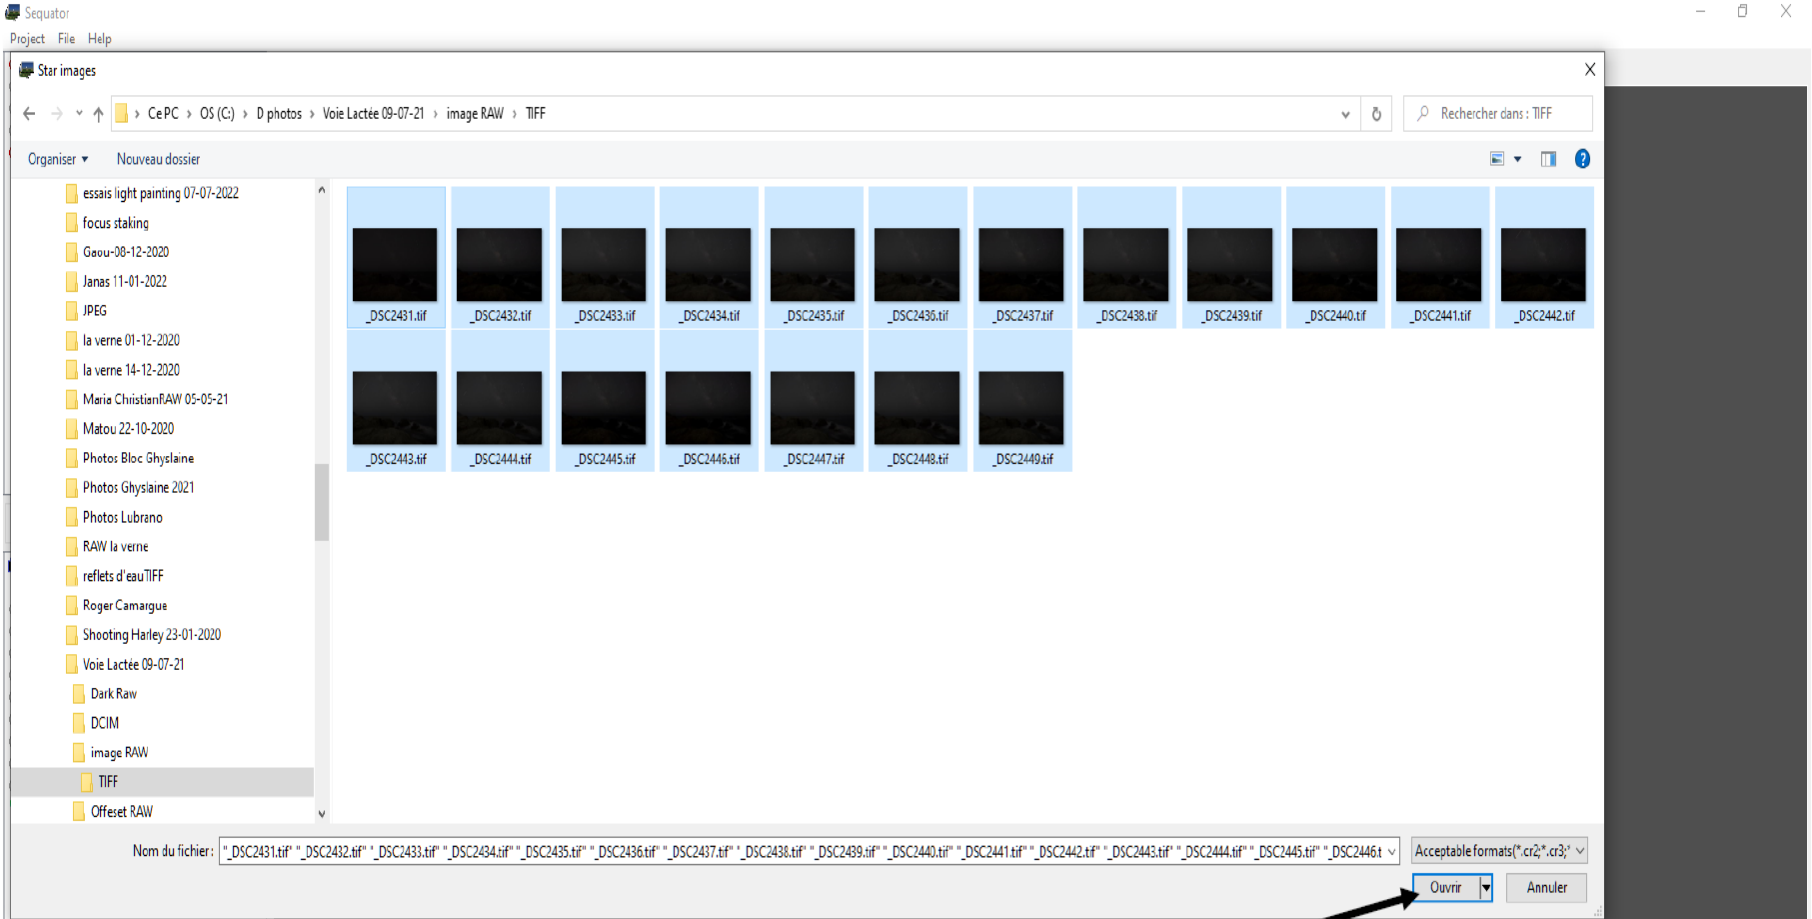 Sequator
Project File Help
Star images
Ce PC > OS (C:) > D photos > Voie Lactée 09-07-21 > image RAW > TIFF
Rechercher dans : TIFF
Organiser
Nouveau dossier
essais light painting 07-07-2022
focus staking
Gaou-08-12-2020
Janas 11-01-2022
JPEG
la verne 01-12-2020
la verne 14-12-2020
Maria ChristianRAW 05-05-21
Matou 22-10-2020
Photos Bloc Ghyslaine
Photos Ghyslaine 2021
Photos Lubrano
RAW la verne
reflets d'eauTIFF
Roger Camargue
Shooting Harley 23-01-2020
Voie Lactée 09-07-21
Dark Raw
DCIM
image RAW
TIFF
Offeset RAW
_DSC2431.tif _DSC2432.tif _DSC2433.tif _DSC2434.tif _DSC2435.tif _DSC2436.tif _DSC2437.tif _DSC2438.tif _DSC2439.tif _DSC2440.tif _DSC2441.tif _DSC2442.tif
_DSC2443.tif _DSC2444.tif _DSC2445.tif _DSC2446.tif _DSC2447.tif _DSC2448.tif _DSC2449.tif
Nom du fichier : "_DSC2431.tif" "_DSC2432.tif" "_DSC2433.tif" "_DSC2434.tif" "_DSC2435.tif" "_DSC2436.tif" "_DSC2437.tif" "_DSC2438.tif" "_DSC2439.tif" "_DSC2440.tif" "_DSC2441.tif" "_DSC2442.tif" "_DSC2443.tif" "_DSC2444.tif" "_DSC2445.tif" "_DSC2446.t
Acceptable formats(*.cr2;*.cr3;*
Ouvrir
Annuler